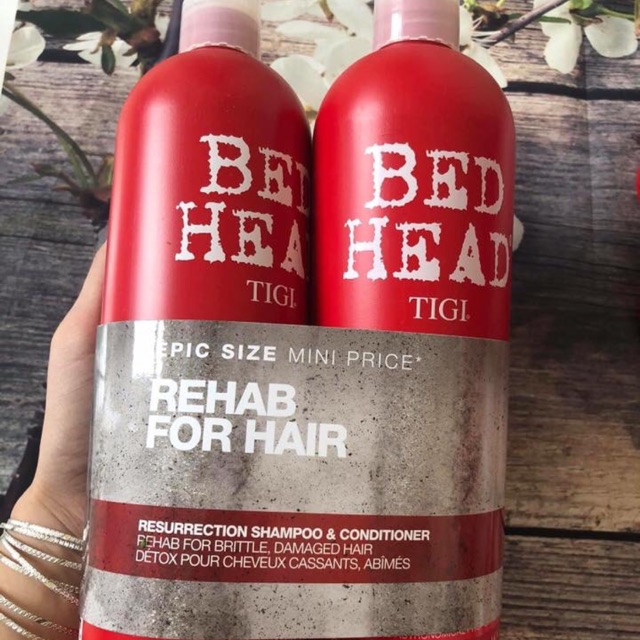 BED
HEAD
TIGI
BED
HEAD
TIGI
EPIC SIZE MINI PRICE*
REHAB
FOR HAIR
RESURRECTION SHAMPOO & CONDITIONER
REHAB FOR BRITTLE, DAMAGED HAIR
DÉTOX POUR CHEVEUX CASSANTS, ABÎMÉS